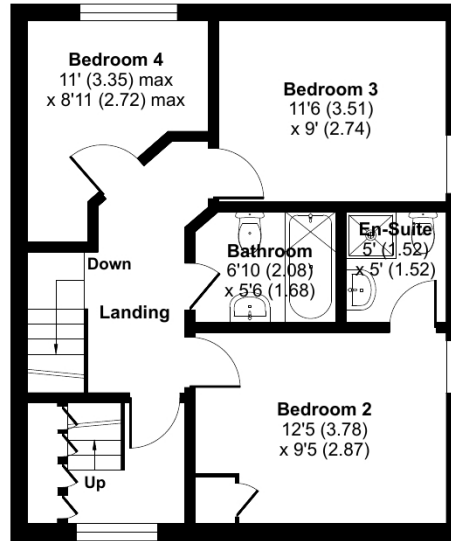 Bedroom 4
11' (3.35) max
x 8'11 (2.72) max
Bedroom 3
11'6 (3.51)
x 9' (2.74)
En-Suite
5' (1.52)
x 5' (1.52)
Bathroom
6'10 (2.08)
x 5'6 (1.68)
Down
Landing
Bedroom 2
12'5 (3.78)
x 9'5 (2.87)
Up